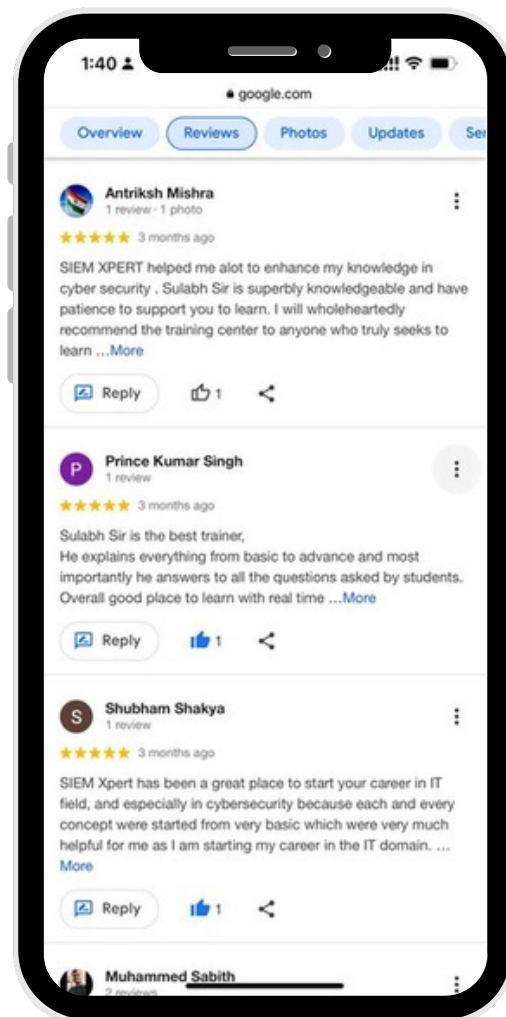 1:40
google.com
Overview Reviews Photos Updates Ser
Antriksh Mishra
1 review · 1 photo
3 months ago
SIEM XPERT helped me alot to enhance my knowledge in
cyber security . Sulabh Sir is superbly knowledgeable and have
patience to support you to learn. I will wholeheartedly
recommend the training center to anyone who truly seeks to
learn ...More
Reply 1
P
Prince Kumar Singh
1 review
3 months ago
Sulabh Sir is the best trainer,
He explains everything from basic to advance and most
importantly he answers to all the questions asked by students.
Overall good place to learn with real time ...More
Reply 1
S
Shubham Shakya
1 review
3 months ago
SIEM Xpert has been a great place to start your career in IT
field, and especially in cybersecurity because each and every
concept were started from very basic which were very much
helpful for me as I am starting my career in the IT domain. ...
More
Reply 1
Muhammed Sabith
2 reviews